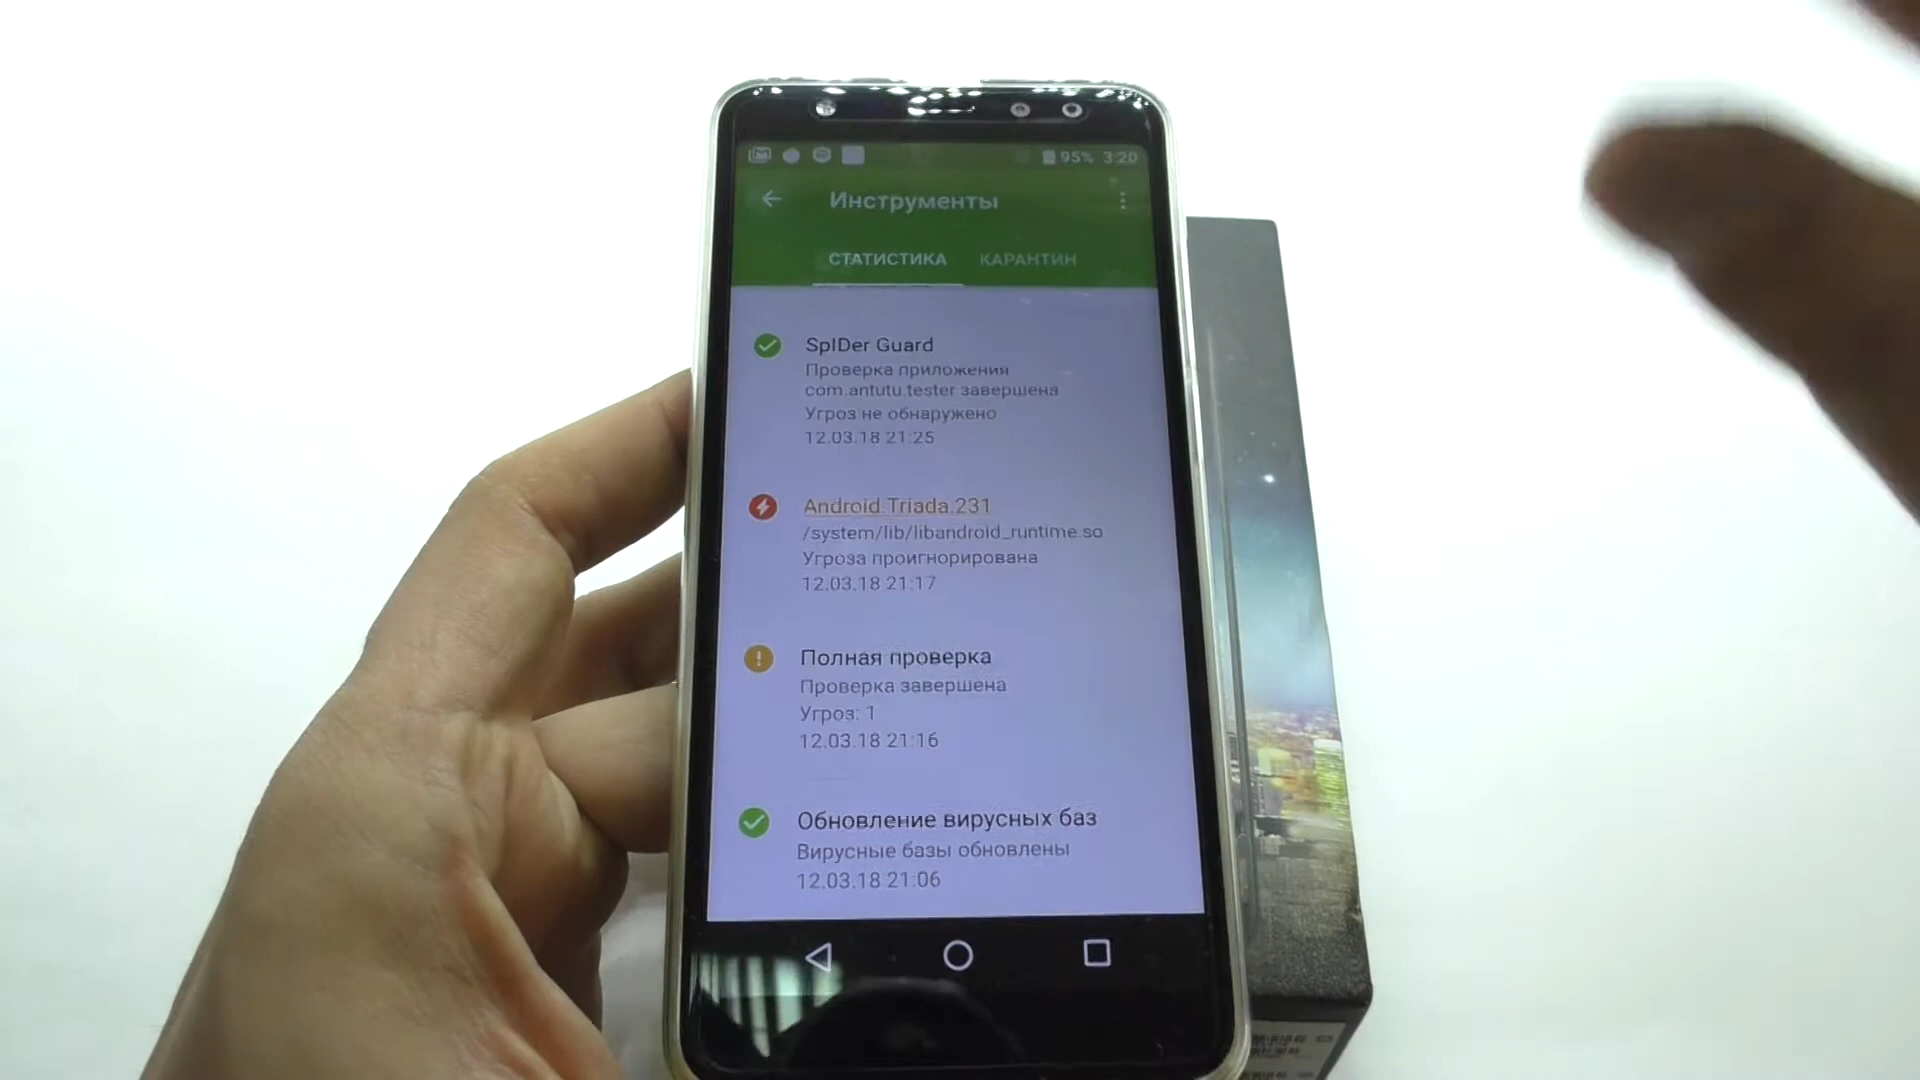 95% 3:20
Инструменты
СТАТИСТИКА КАРАНТИН
SpIDer Guard
Проверка приложения
com.antutu.tester завершена
Угроз не обнаружено
12.03.18 21:25
Android.Triada.231
/system/lib/libandroid_runtime.so
Угроза проигнорирована
12.03.18 21:17
Полная проверка
Проверка завершена
Угроз: 1
12.03.18 21:16
Обновление вирусных баз
Вирусные базы обновлены
12.03.18 21:06